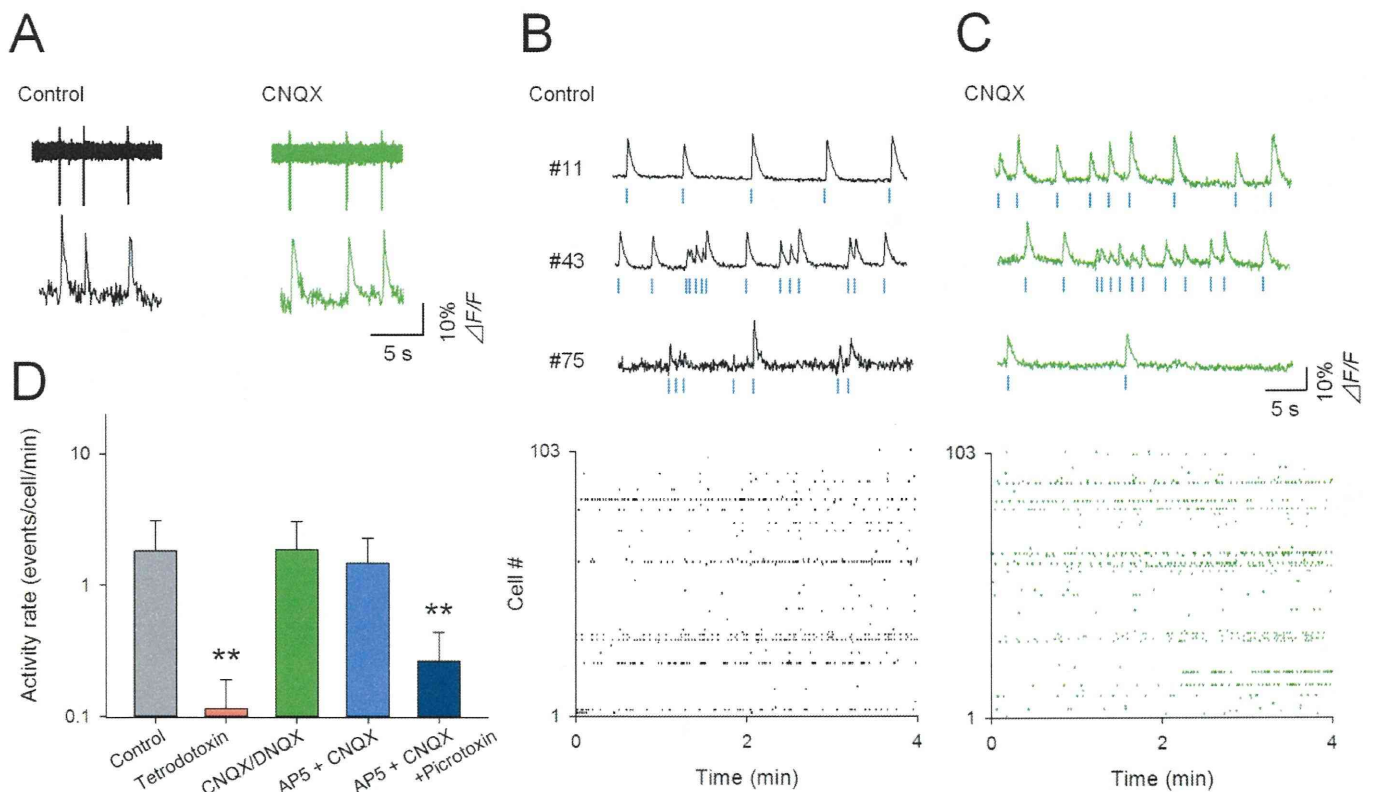 A
Control
CNQX
10%
ΔF/F
5 s
B
Control
#11
#43
#75
103
Cell #
1
0
2
4
Time (min)
C
CNQX
10%
ΔF/F
5 s
103
1
0
2
4
Time (min)
D
Activity rate (events/cell/min)
10
1
0.1
**
**
Control
Tetrodotoxin
CNQX/DNQX
AP5 + CNQX
AP5 + CNQX
+Picrotoxin